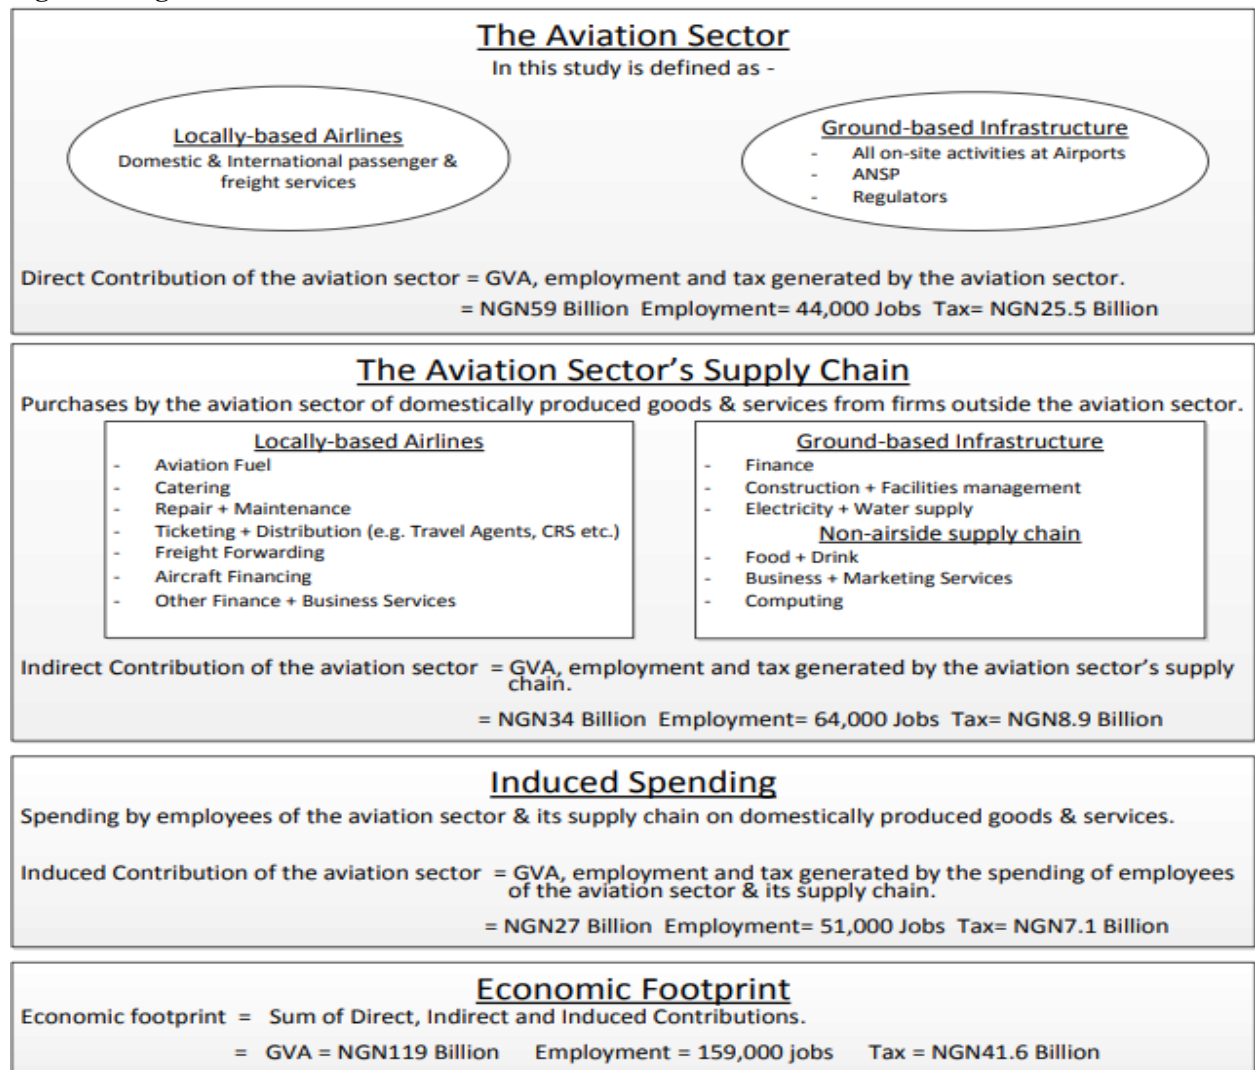 The Aviation Sector
In this study is defined as -
Locally-based Airlines
Domestic & International passenger &
freight services
Ground-based Infrastructure
- All on-site activities at Airports
- ANSP
- Regulators
Direct Contribution of the aviation sector = GVA, employment and tax generated by the aviation sector.
= NGN59 Billion Employment= 44,000 Jobs Tax= NGN25.5 Billion
The Aviation Sector's Supply Chain
Purchases by the aviation sector of domestically produced goods & services from firms outside the aviation sector.
Locally-based Airlines
- Aviation Fuel
- Catering
- Repair + Maintenance
- Ticketing + Distribution (e.g. Travel Agents, CRS etc.)
- Freight Forwarding
- Aircraft Financing
- Other Finance + Business Services
Ground-based Infrastructure
- Finance
- Construction + Facilities management
- Electricity + Water supply
Non-airside supply chain
- Food + Drink
- Business + Marketing Services
- Computing
Indirect Contribution of the aviation sector = GVA, employment and tax generated by the aviation sector's supply
chain.
= NGN34 Billion Employment= 64,000 Jobs Tax= NGN8.9 Billion
Induced Spending
Spending by employees of the aviation sector & its supply chain on domestically produced goods & services.
Induced Contribution of the aviation sector = GVA, employment and tax generated by the spending of employees
of the aviation sector & its supply chain.
= NGN27 Billion Employment= 51,000 Jobs Tax= NGN7.1 Billion
Economic Footprint
Economic footprint = Sum of Direct, Indirect and Induced Contributions.
= GVA = NGN119 Billion Employment = 159,000 jobs Tax = NGN41.6 Billion